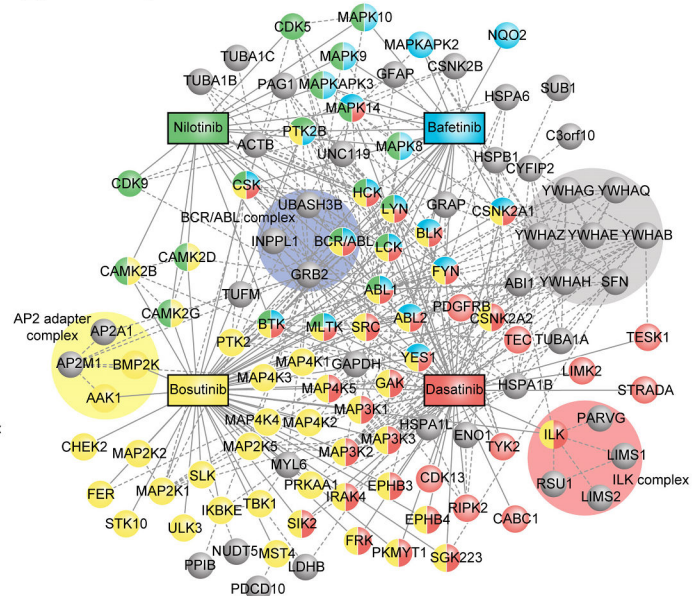 MAPK10
CDK5
NQO2
MAPKAPK2
TUBA1C
MAPK9
CSNK2B
GFAP
TUBA1B
PAG1
MAPKAPK3
SUB1
HSPA6
MAPK14
Nilotinib
PTK2B
Bafetinib
C3orf10
ACTB
UNC119
MAPK8
HSPB1
CYFIP2
CDK9
CSK
HCK
YWHAG
YWHAQ
UBASH3B
LYN
GRAP
CSNK2A1
BCR/ABL complex
INPPL1
BCR/ABL
LCK
BLK
YWHAZ
YWHAE
YWHAB
CAMK2B
CAMK2D
GRB2
FYN
ABI1
YWHAH
SFN
TUFM
ABL1
CAMK2G
PDGFRB
AP2 adapter
complex
AP2A1
BTK
MLTK
SRC
ABL2
CSNK2A2
PTK2
TEC
TUBA1A
TESK1
AP2M1
BMP2K
MAP4K1
GAPDH
YES1
LIMK2
MAP4K3
AAK1
Bosutinib
MAP4K5
GAK
Dasatinib
HSPA1B
STRADA
MAP4K4
MAP4K2
MAP3K1
HSPA1L
PARVG
CHEK2
MAP2K2
MAP2K5
MAP3K3
ENO1
TYK2
ILK
MAP3K2
LIMS1
MYL6
ILK complex
FER
MAP2K1
SLK
PRKAA1
IRAK4
EPHB3
CDK13
RSU1
LIMS2
STK10
ULK3
IKBKE
TBK1
SIK2
EPHB4
RIPK2
CABC1
NUDT5
MST4
FRK
PKMYT1
SGK223
PPIB
LDHB
PDCD10